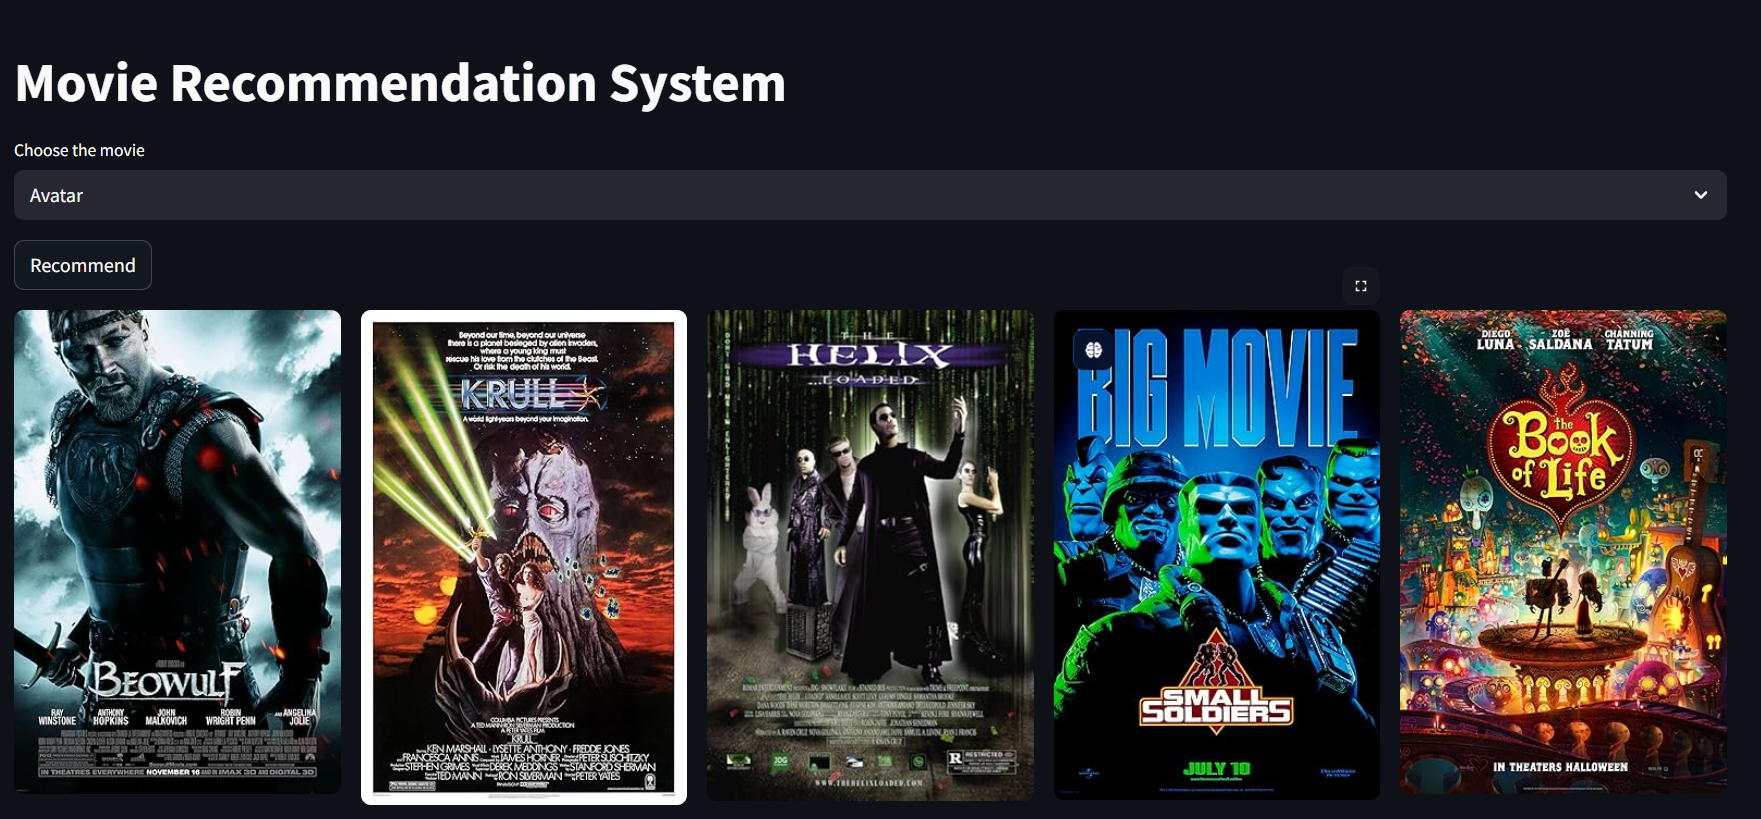 Movie Recommendation System
Choose the movie
Avatar
Recommend
BEOWULF
RAY WINSTONE ANTHONY HOPKINS JOHN MALKOVICH ROBIN WRIGHT PENN AND ANGELINA JOLIE
IN THEATRES EVERYWHERE NOVEMBER 16 AND IN IMAX 3D AND DIGITAL 3D
Beyond our time, beyond our universe
there is a planet besieged by alien invaders,
where a young king must
rescue his love from the clutches of the Beast.
Or risk the death of his world.
KRULL
A world light-years beyond your imagination.
COLUMBIA PICTURES PRESENTS
A TED MANN-RON SILVERMAN PRODUCTION
A PETER YATES FILM
KRULL
KEN MARSHALL · LYSETTE ANTHONY · FREDDIE JONES
FRANCESCA ANNIS JAMES HORNER PETER SUSCHITZKY
STEPHEN GRIMES DEREK MEDDINGS STANFORD SHERMAN
TED MANN RON SILVERMAN PETER YATES
THE
HELIX
...LOADED
R RESTRICTED
WWW.THEHELIXLOADED.COM
BIG MOVIE
SMALL
SOLDIERS
JULY 10
DIEGO LUNA ZOE SALDANA CHANNING TATUM
the
Book
of Life
IN THEATERS HALLOWEEN